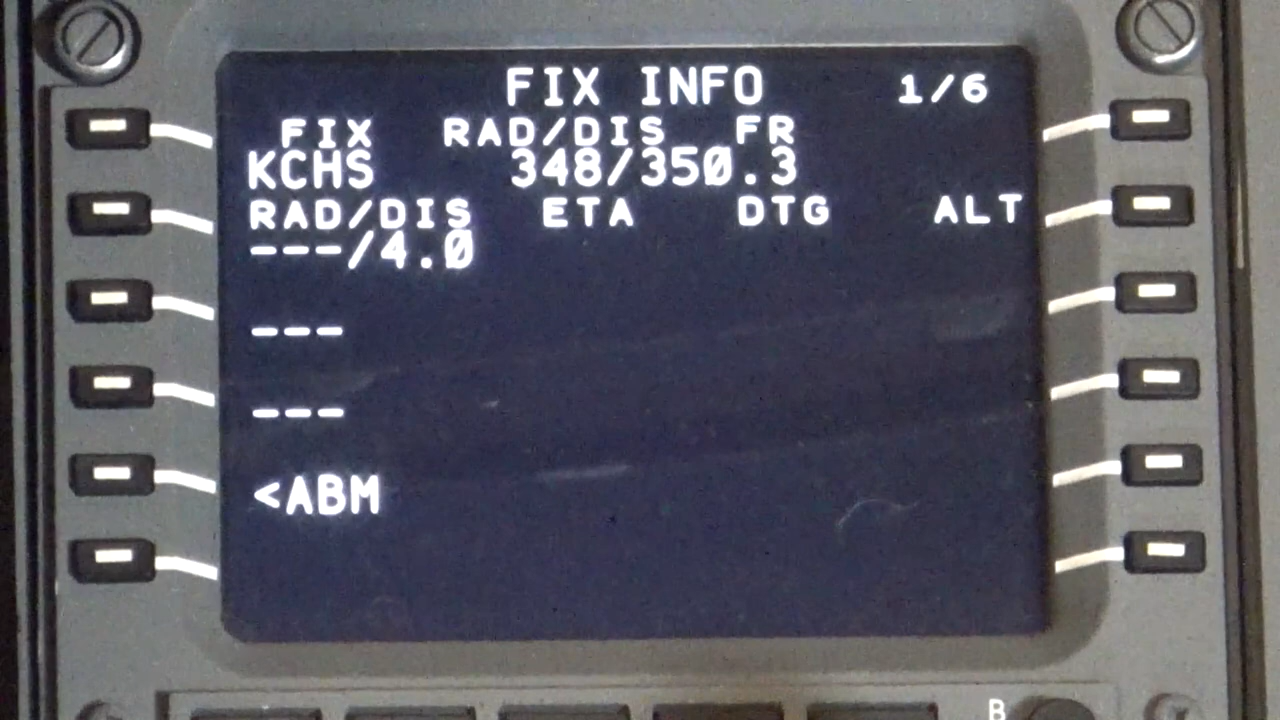 FIX INFO 1/6
FIX RAD/DIS FR
KCHS 348/350.3
RAD/DIS ETA DTG ALT
---/4.0
---
---
<ABM
B